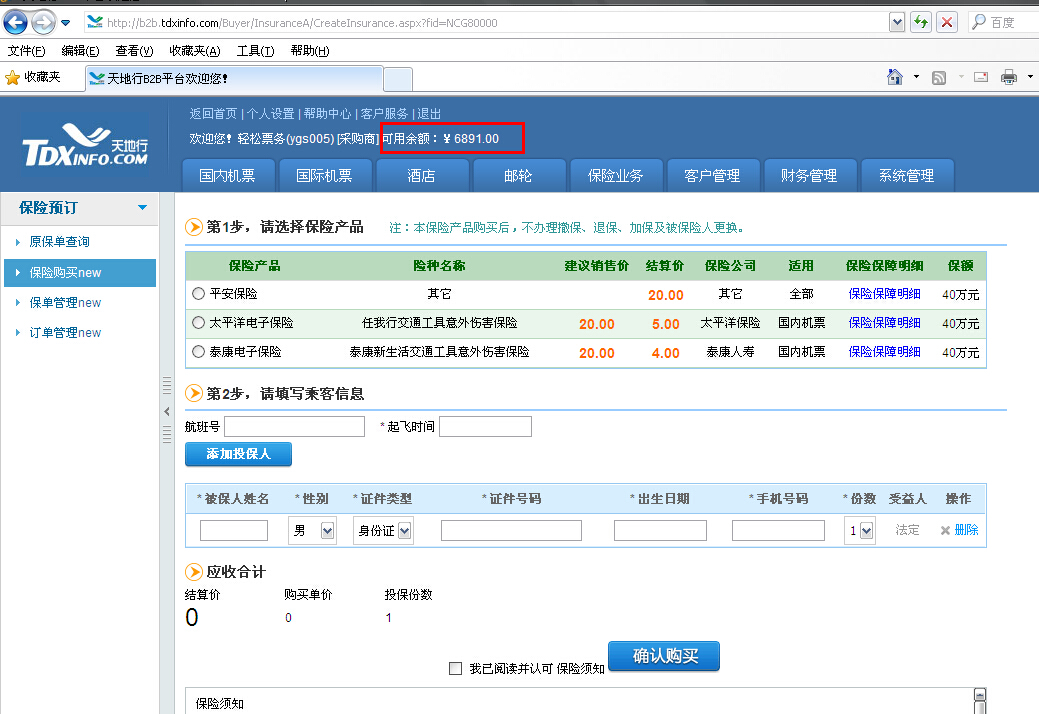 http://b2b.tdxinfo.com/Buyer/InsuranceA/CreateInsurance.aspx?fid=NCG80000
百度
文件(F) 编辑(E) 查看(V) 收藏夹(A) 工具(T) 帮助(H)
收藏夹 天地行B2B平台欢迎您!
返回首页 | 个人设置 | 帮助中心 | 客户服务 | 退出
欢迎您! 轻松票务(ygs005) [采购商]可用余额:¥ 6891.00
TDXINFO.COM 天地行
国内机票 国际机票 酒店 邮轮 保险业务 客户管理 财务管理 系统管理
保险预订
原保单查询
保险购买new
保单管理new
订单管理new
第1步,请选择保险产品 注:本保险产品购买后,不办理撤保、退保、加保及被保险人更换。
保险产品 险种名称 建议销售价 结算价 保险公司 适用 保险保障明细 保额
平安保险 其它 20.00 其它 全部 保险保障明细 40万元
太平洋电子保险 任我行交通工具意外伤害保险 20.00 5.00 太平洋保险 国内机票 保险保障明细 40万元
泰康电子保险 泰康新生活交通工具意外伤害保险 20.00 4.00 泰康人寿 国内机票 保险保障明细 40万元
第2步,请填写乘客信息
航班号 *起飞时间
添加投保人
*被保人姓名 *性别 *证件类型 *证件号码 *出生日期 *手机号码 *份数 受益人 操作
男 身份证 1 法定 删除
应收合计
结算价 购买单价 投保份数
0 0 1
我已阅读并认可 保险须知 确认购买
保险须知